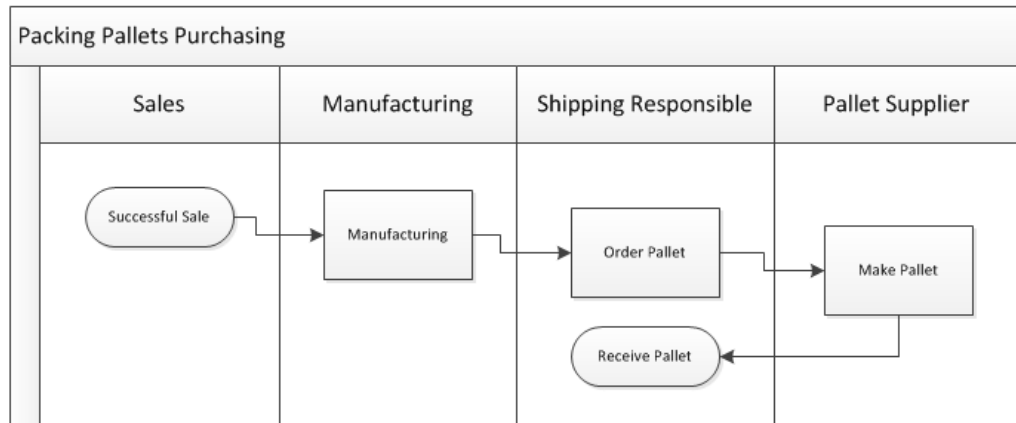 Packing Pallets Purchasing
Sales
Manufacturing
Shipping Responsible
Pallet Supplier
Successful Sale
Manufacturing
Order Pallet
Make Pallet
Receive Pallet